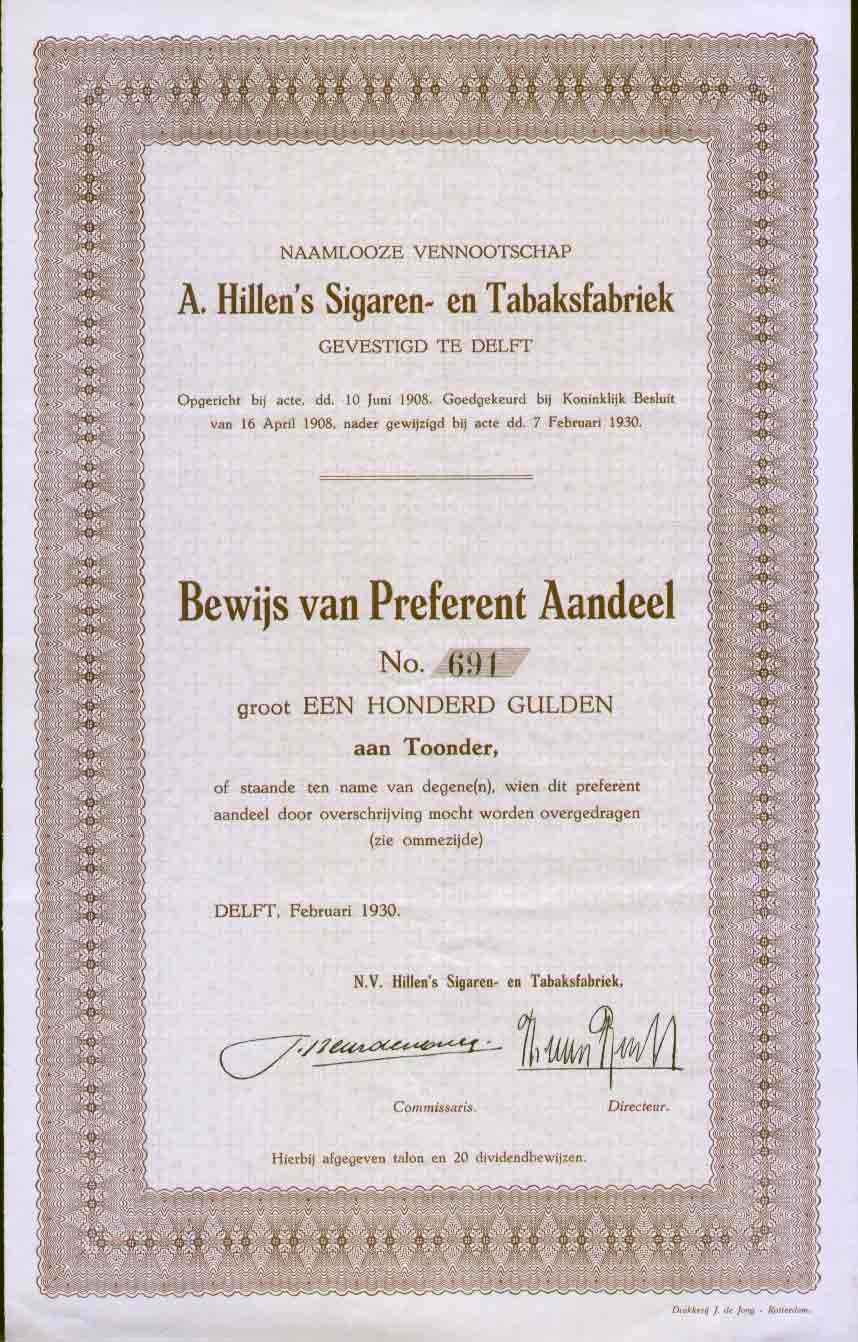 NAAMLOOZE VENNOOTSCHAP
A. Hillen's Sigaren- en Tabaksfabriek
GEVESTIGD TE DELFT
Opgericht bij acte, dd. 10 Juni 1908. Goedgekeurd bij Koninklijk Besluit
van 16 April 1908, nader gewijzigd bij acte dd. 7 Februari 1930.
Bewijs van Preferent Aandeel
No. 691
groot EEN HONDERD GULDEN
aan Toonder,
of staande ten name van degene(n), wien dit preferent
aandeel door overschrijving mocht worden overgedragen
(zie ommezijde)
DELFT, Februari 1930.
N.V. Hillen's Sigaren- en Tabaksfabriek,
Commissaris. Directeur.
Hierbij afgegeven talon en 20 dividendbewijzen.
Drukkerij J. de Jong - Rotterdam.